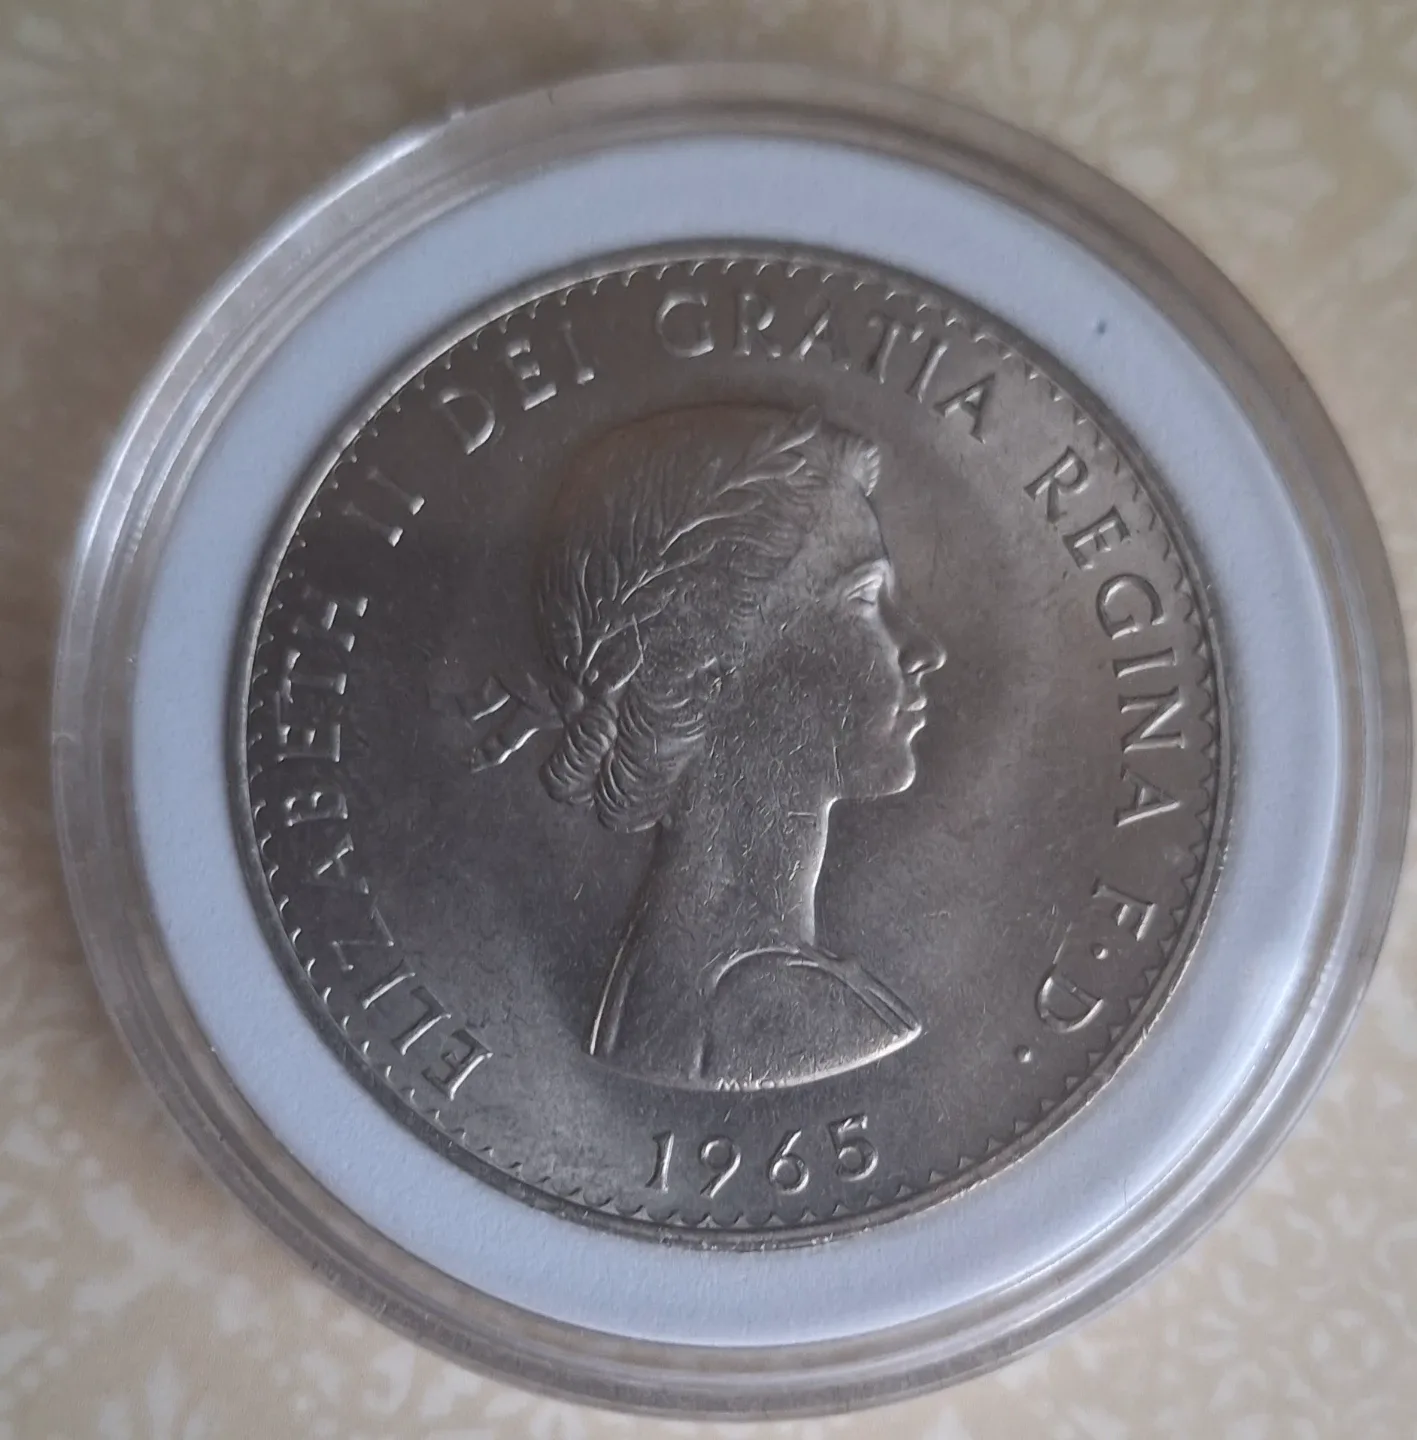 ELIZABETH II DEI GRATIA REGINA F·D·
1965